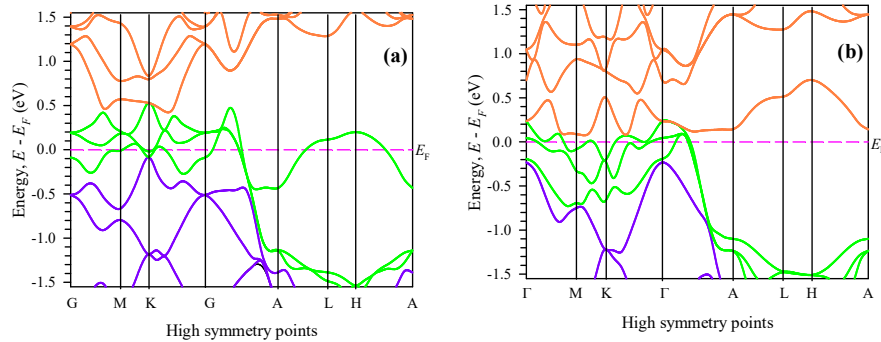 (a)
Energy, E - E_F (eV)
1.5
1.0
0.5
0.0
-0.5
-1.0
-1.5
E_F
G M K G A L H A
High symmetry points
(b)
Energy, E - E_F (eV)
1.5
1.0
0.5
0.0
-0.5
-1.0
-1.5
E
Γ M K Γ A L H A
High symmetry points